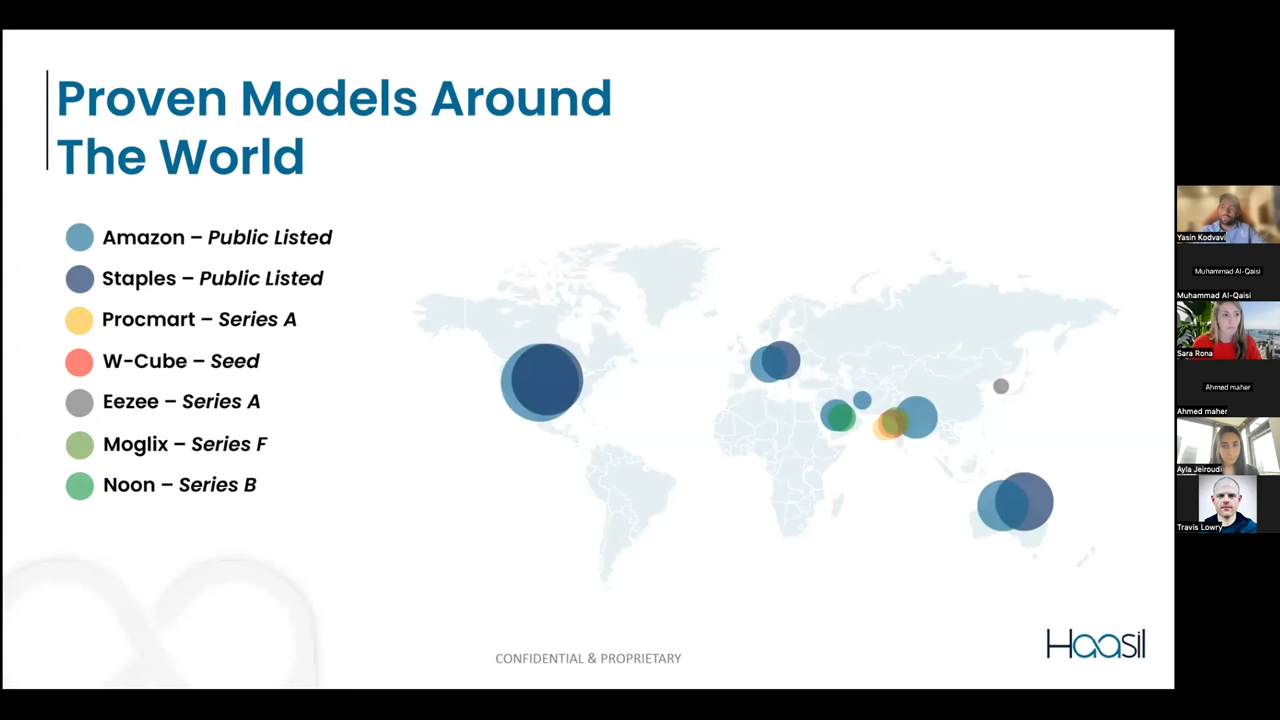 Proven Models Around
The World
Amazon – Public Listed
Staples – Public Listed
Procmart – Series A
W-Cube – Seed
Eezee – Series A
Moglix – Series F
Noon – Series B
CONFIDENTIAL & PROPRIETARY
Haasil
Yasin Kodvavi
Muhammad Al-Qaisi
Muhammad Al-Qaisi
Sara Rona
Ahmed maher
Ahmed maher
Ayla Jeiroudi
Travis Lowry